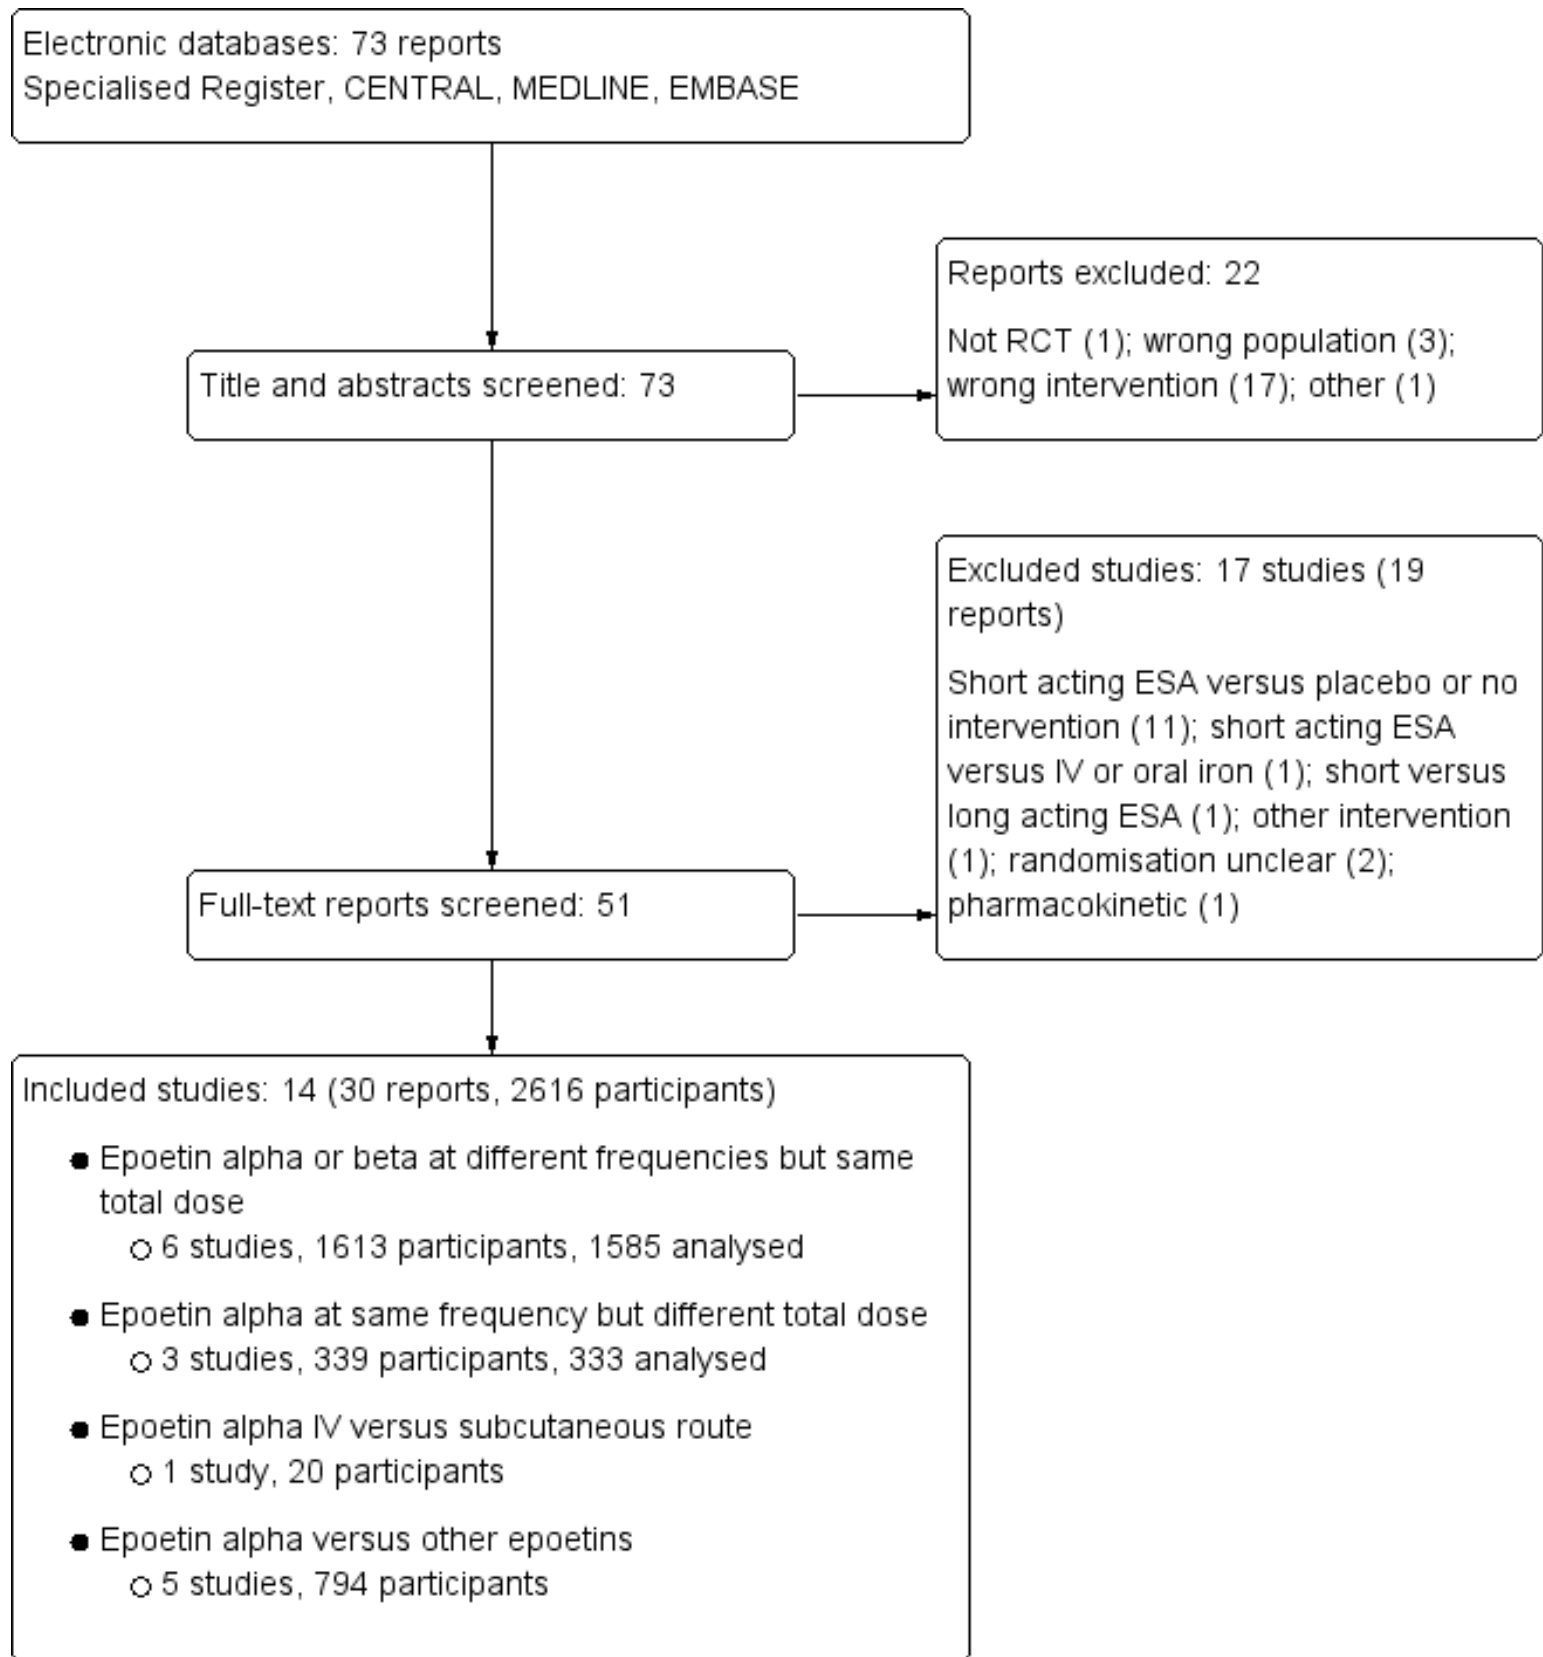 Electronic databases: 73 reports
Specialised Register, CENTRAL, MEDLINE, EMBASE
Reports excluded: 22
Not RCT (1); wrong population (3);
wrong intervention (17); other (1)
Title and abstracts screened: 73
Excluded studies: 17 studies (19
reports)
Short acting ESA versus placebo or no
intervention (11); short acting ESA
versus IV or oral iron (1); short versus
long acting ESA (1); other intervention
(1); randomisation unclear (2);
pharmacokinetic (1)
Full-text reports screened: 51
Included studies: 14 (30 reports, 2616 participants)
● Epoetin alpha or beta at different frequencies but same
total dose
○ 6 studies, 1613 participants, 1585 analysed
● Epoetin alpha at same frequency but different total dose
○ 3 studies, 339 participants, 333 analysed
● Epoetin alpha IV versus subcutaneous route
○ 1 study, 20 participants
● Epoetin alpha versus other epoetins
○ 5 studies, 794 participants